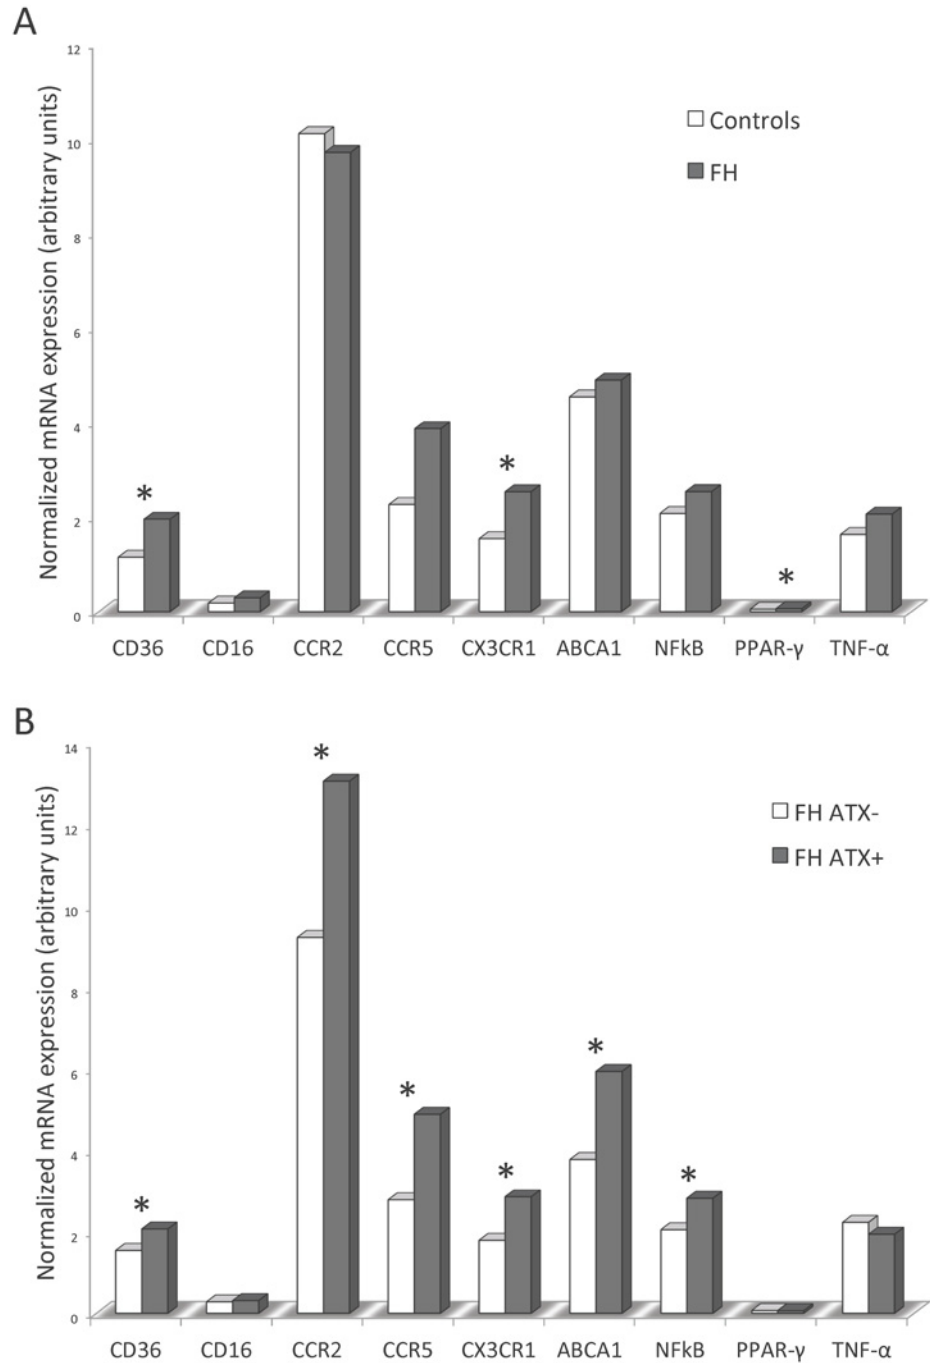 A
Normalized mRNA expression (arbitrary units)
12
10
8
6
4
2
0
Controls
FH
*
*
*
CD36 CD16 CCR2 CCR5 CX3CR1 ABCA1 NFkB PPAR-γ TNF-α
B
Normalized mRNA expression (arbitrary units)
14
12
10
8
6
4
2
0
FH ATX-
FH ATX+
*
*
*
*
*
*
CD36 CD16 CCR2 CCR5 CX3CR1 ABCA1 NFkB PPAR-γ TNF-α